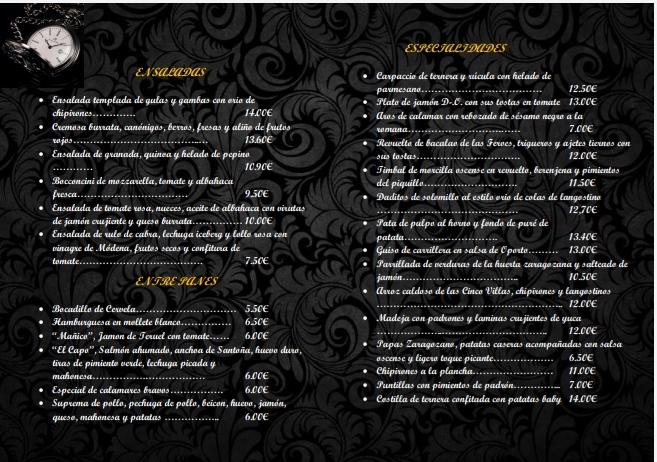 ENSALADAS
• Ensalada templada de gulas y gambas con orio de
chipirones............ 14.00€
• Cremosa burrata, canónigos, berros, fresas y aliño de frutos
rojos................................ 13.60€
• Ensalada de granada, quinoa y helado de pepino
............ 10.90€
• Bocconcini de mozzarella, tomate y albahaca
fresca................................ 9.50€
• Ensalada de tomate rosa, nueces, aceite de albahaca con virutas
de jamón crujiente y queso burrata............... 10.00€
• Ensalada de rulo de cabra, lechuga iceberg y lollo rosa con
vinagre de Módena, frutos secos y confitura de
tomate................................ 7.50€
ENTRE PANES
• Bocadillo de Cervela............................ 5.50€
• Hamburguesa en mollete blanco............... 6.50€
• “Mañico”, Jamon de Teruel con tomate...... 6.00€
• “El Capo”, Salmón ahumado, anchoa de Santoña, huevo duro,
tiras de pimiento verde, lechuga picada y
mahonesa................................ 6.00€
• Especial de calamares bravos............... 6.00€
• Suprema de pollo, pechuga de pollo, beicon, huevo, jamón,
queso, mahonesa y patatas ................ 6.00€
ESPECIALIDADES
• Carpaccio de ternera y rúcula con helado de
parmesano................................ 12.50€
• Plato de jamón D-O. con sus tostas en tomate 13.00€
• Aros de calamar con rebozado de sésamo negro a la
romana................................ 7.00€
• Revuelto de bacalao de las Feroes, trigueros y ajetes tiernos con
sus tostas................................ 12.00€
• Timbal de morcilla oscense en revuelto, berenjena y pimientos
del piquillo............................ 11.50€
• Daditos de solomillo al estilo orio de colas de langostino
................................ 12,70€
• Pata de pulpo al horno y fondo de puré de
patata............................ 13.40€
• Guiso de carrillera en salsa de Oporto......... 13.00€
• Parrillada de verduras de la huerta zaragozana y salteado de
jamón................................ 10.50€
• Arroz caldoso de las Cinco Villas, chipirones y langostinos
................................ 12.00€
• Madeja con padrones y laminas crujientes de yuca
................................ 12.00€
• Papas Zaragozano, patatas caseras acompañadas con salsa
oscense y ligero toque picante............... 6.50€
• Chipirones a la plancha..................... 11.00€
• Puntillas con pimientos de padrón............ 7.00€
• Costilla de ternera confitada con patatas baby 14.00€